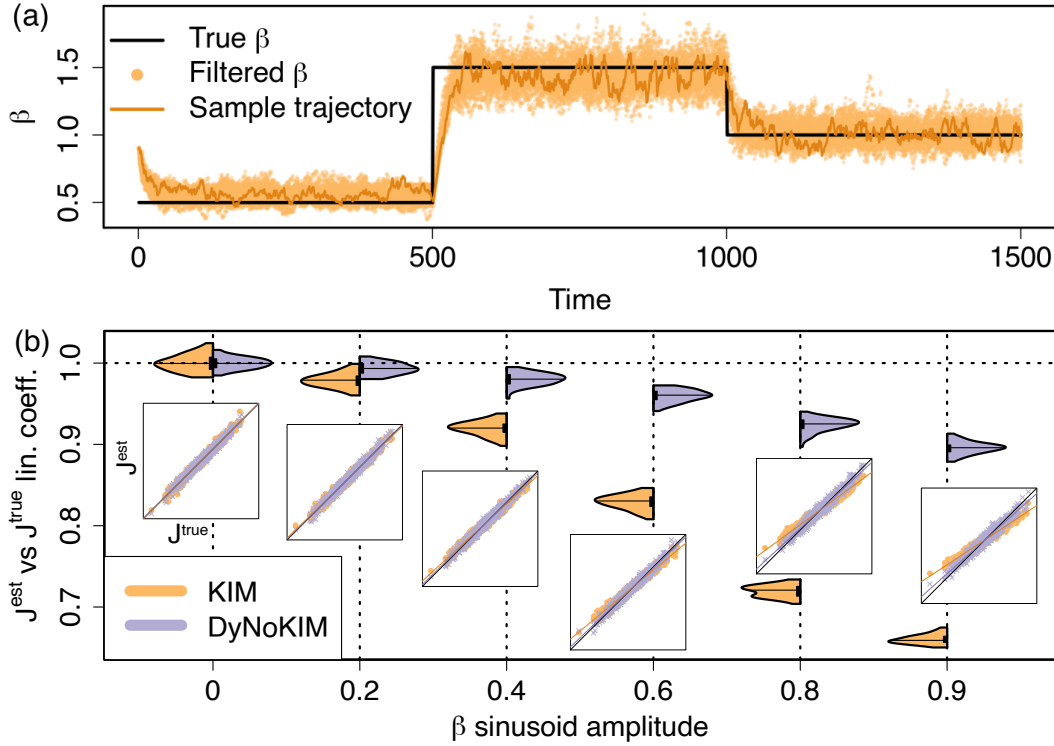 (a)
True β
Filtered β
Sample trajectory
β
0.5 1.0 1.5
0 500 1000 1500
Time
(b)
J^est vs J^true lin. coeff.
0.7 0.8 0.9 1.0
J^est
J^true
KIM
DyNoKIM
0 0.2 0.4 0.6 0.8 0.9
β sinusoid amplitude